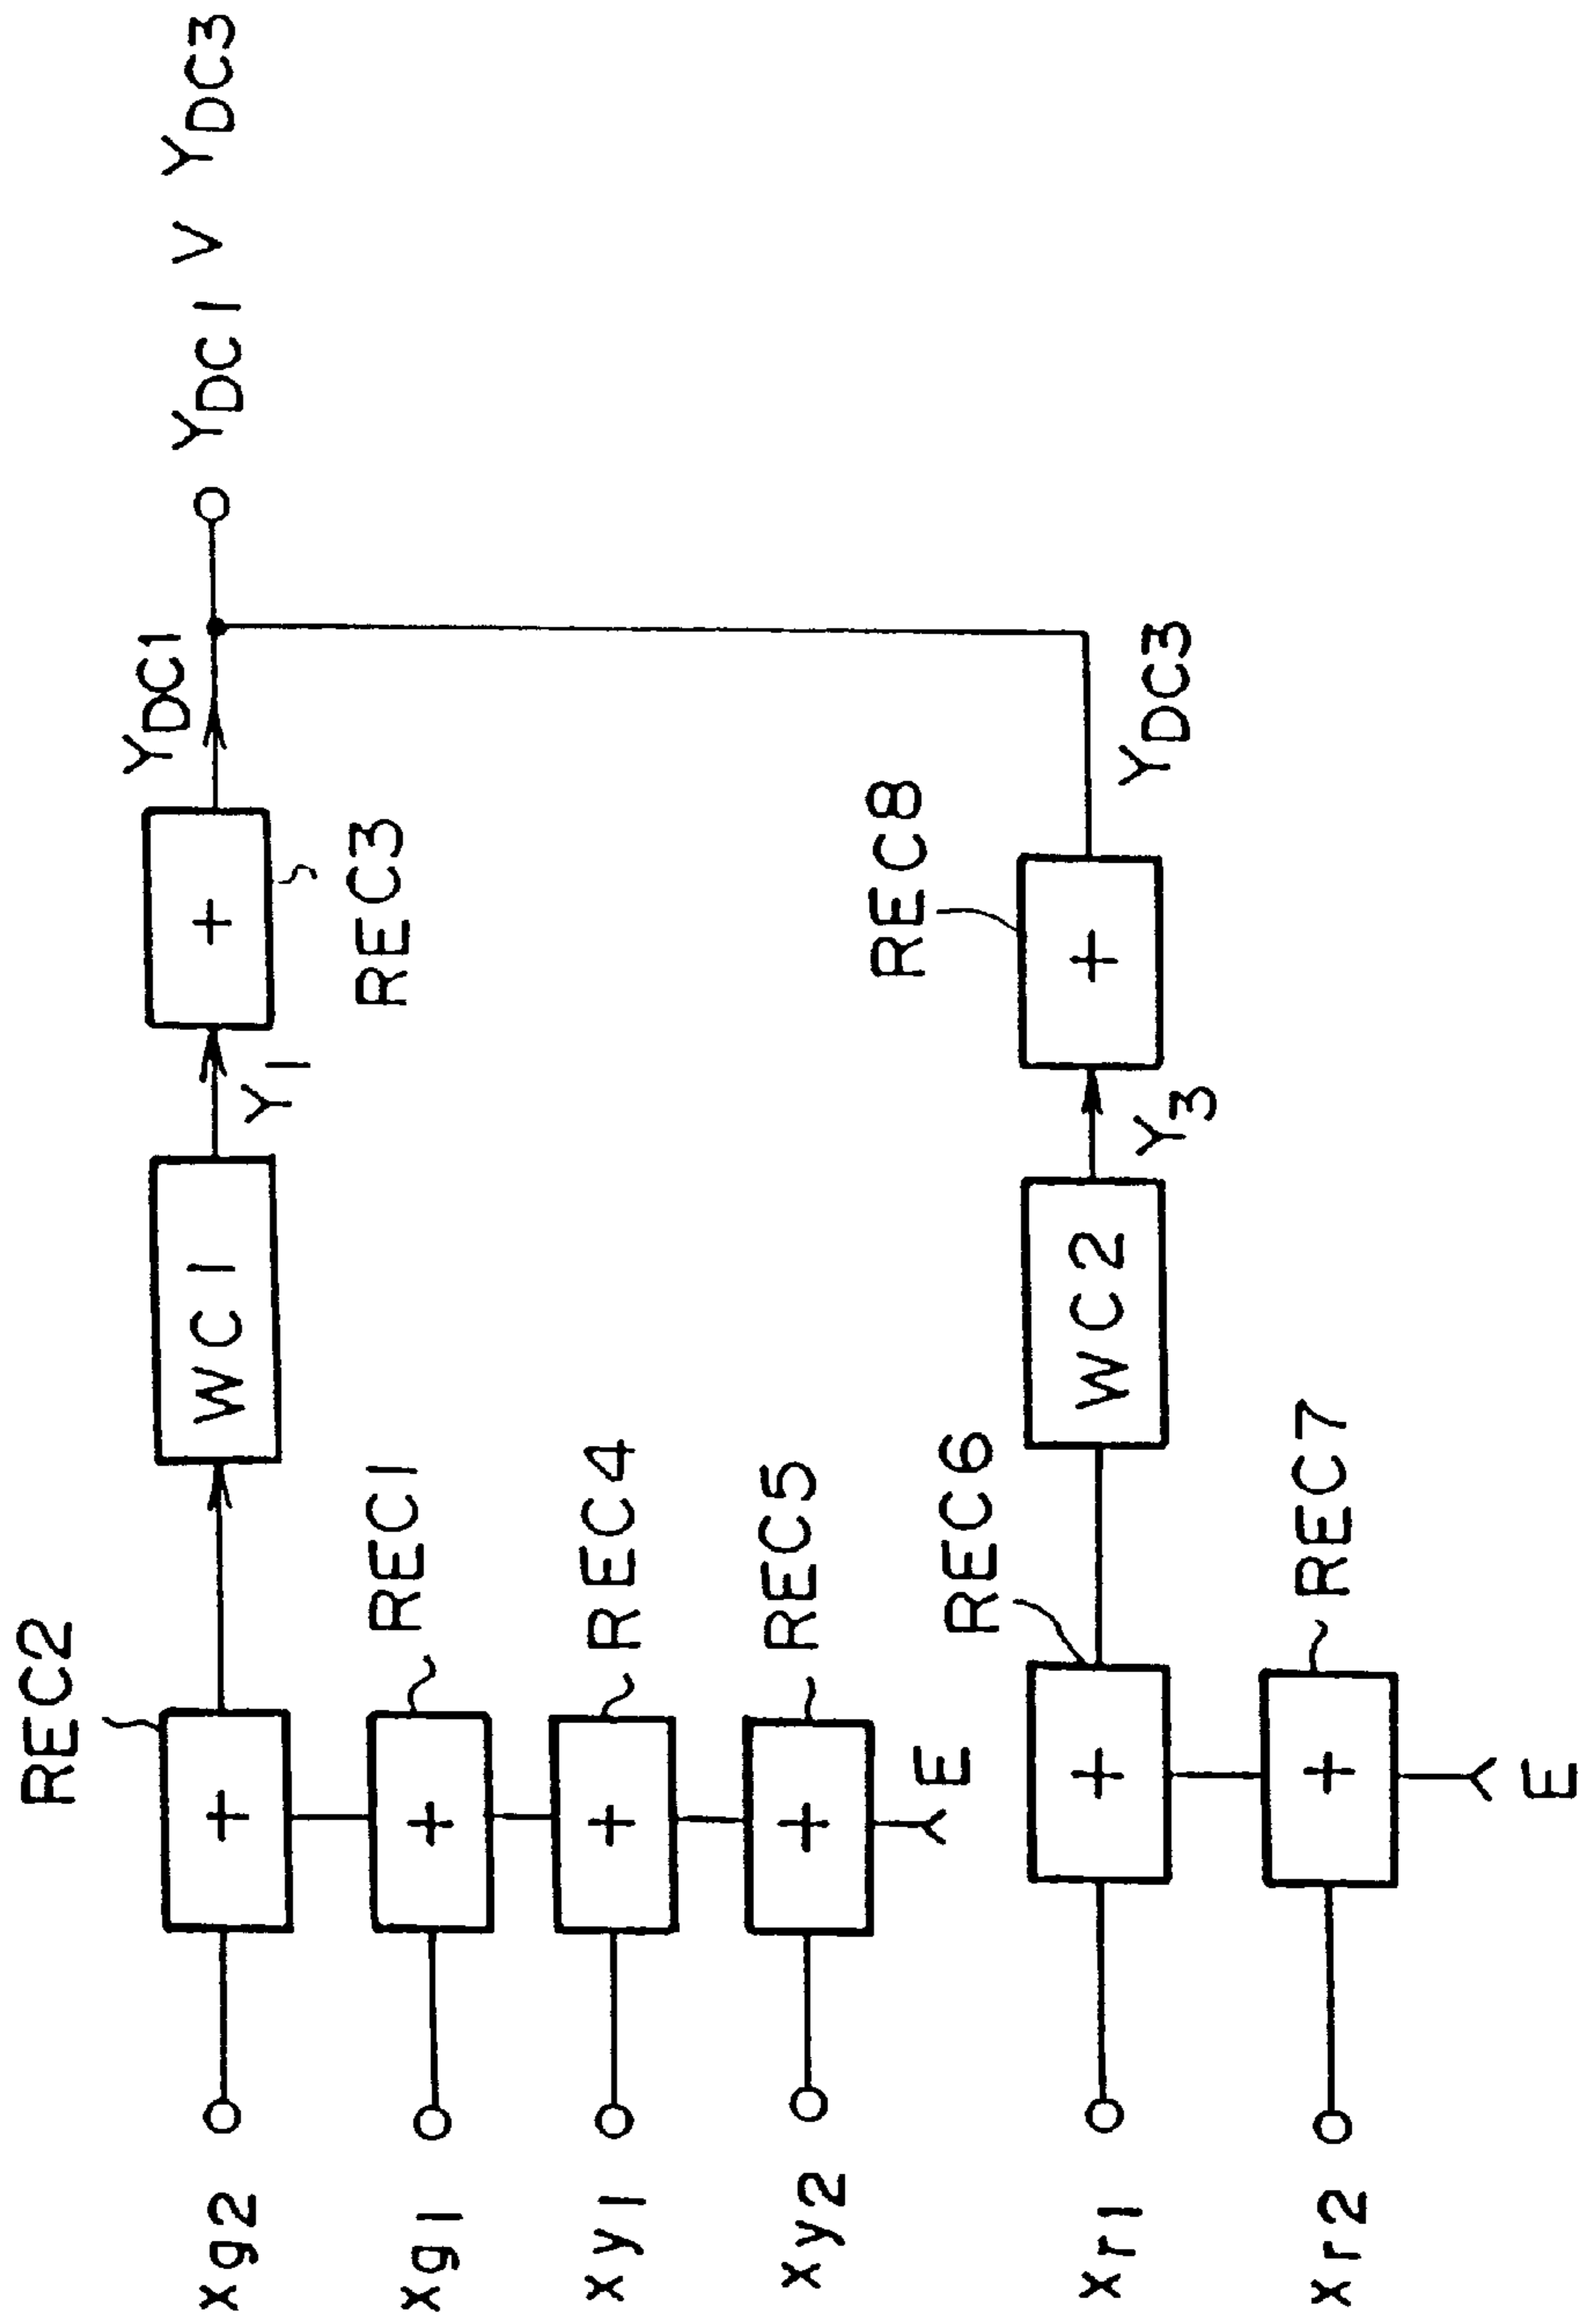 REC2
xg2
+
WC1
Y1
+
REC3
YDC1
YDC1 V YDC3
xg1
+
REC1
xy1
+
REC4
xy2
+
REC5
E
xr1
+
REC6
WC2
Y3
+
REC8
YDC3
xr2
+
REC7
E